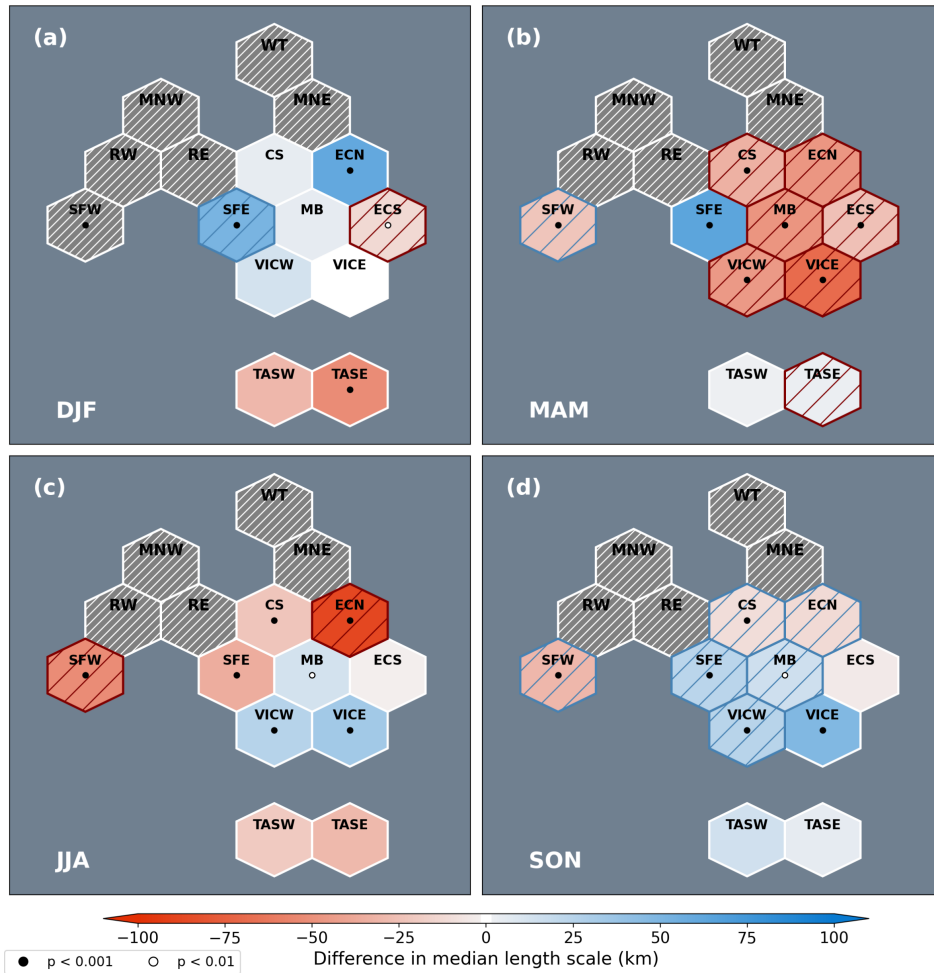 (a)
WT
MNW
MNE
RW
RE
CS
ECN
SFW
SFE
MB
ECS
VICW
VICE
TASW
TASE
DJF
(b)
WT
MNW
MNE
RW
RE
CS
ECN
SFW
SFE
MB
ECS
VICW
VICE
TASW
TASE
MAM
(c)
WT
MNW
MNE
RW
RE
CS
ECN
SFW
SFE
MB
ECS
VICW
VICE
TASW
TASE
JJA
(d)
WT
MNW
MNE
RW
RE
CS
ECN
SFW
SFE
MB
ECS
VICW
VICE
TASW
TASE
SON
−100 −75 −50 −25 0 25 50 75 100
Difference in median length scale (km)
p < 0.001 p < 0.01